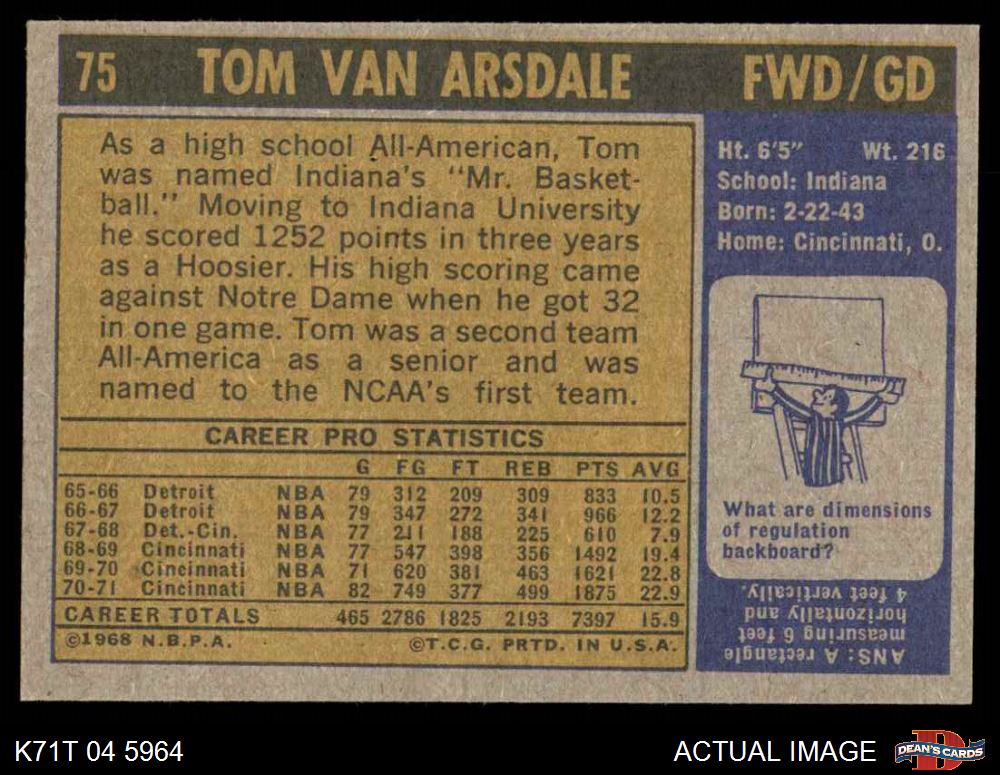 75 TOM VAN ARSDALE FWD/GD
As a high school All-American, Tom
was named Indiana's "Mr. Basket-
ball." Moving to Indiana University
he scored 1252 points in three years
as a Hoosier. His high scoring came
against Notre Dame when he got 32
in one game. Tom was a second team
All-America as a senior and was
named to the NCAA's first team.
CAREER PRO STATISTICS
G FG FT REB PTS AVG
65-66 Detroit NBA 79 312 209 309 833 10.5
66-67 Detroit NBA 79 347 272 341 966 12.2
67-68 Det.-Cin. NBA 77 211 188 225 610 7.9
68-69 Cincinnati NBA 77 547 398 356 1492 19.4
69-70 Cincinnati NBA 71 620 381 463 1621 22.8
70-71 Cincinnati NBA 82 749 377 499 1875 22.9
CAREER TOTALS 465 2786 1825 2193 7397 15.9
©1968 N.B.P.A. ©T.C.G. PRTD. IN U.S.A.
Ht. 6'5" Wt. 216
School: Indiana
Born: 2-22-43
Home: Cincinnati, O.
What are dimensions
of regulation
backboard?
ANS: A rectangle
measuring 6 feet
horizontally and
4 feet vertically.
K71T 04 5964
ACTUAL IMAGE
D
DEAN'S CARDS